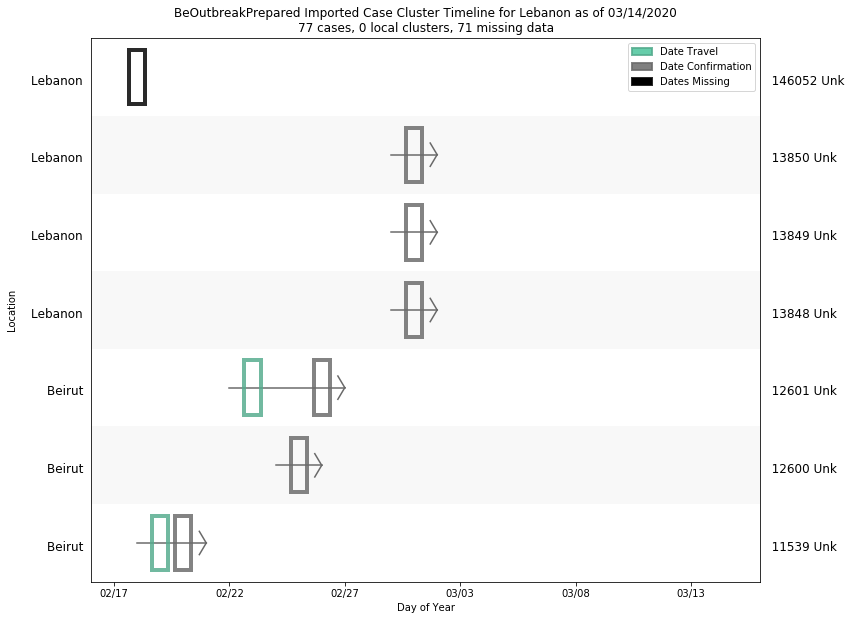 BeOutbreakPrepared Imported Case Cluster Timeline for Lebanon as of 03/14/2020
77 cases, 0 local clusters, 71 missing data
Date Travel
Date Confirmation
Dates Missing
Lebanon 146052 Unk
Lebanon 13850 Unk
Lebanon 13849 Unk
Lebanon 13848 Unk
Beirut 12601 Unk
Beirut 12600 Unk
Beirut 11539 Unk
Location
02/17 02/22 02/27 03/03 03/08 03/13
Day of Year